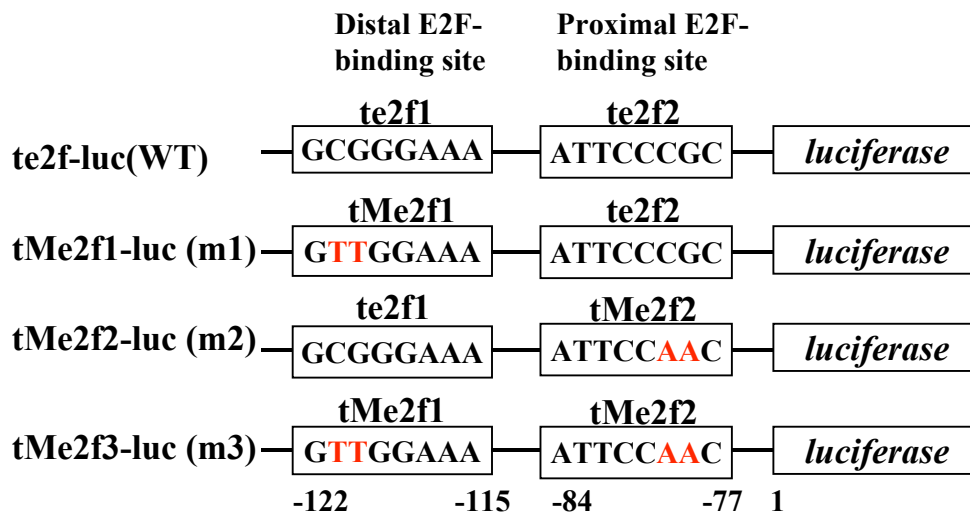 Distal E2F- Proximal E2F-
binding site binding site
te2f1 te2f2
te2f-luc(WT) GCGGGAAA ATTCCCGC luciferase
tMe2f1 te2f2
tMe2f1-luc (m1) GTTGGAAA ATTCCCGC luciferase
te2f1 tMe2f2
tMe2f2-luc (m2) GCGGGAAA ATTCCAAC luciferase
tMe2f1 tMe2f2
tMe2f3-luc (m3) GTTGGAAA ATTCCAAC luciferase
-122 -115 -84 -77 1